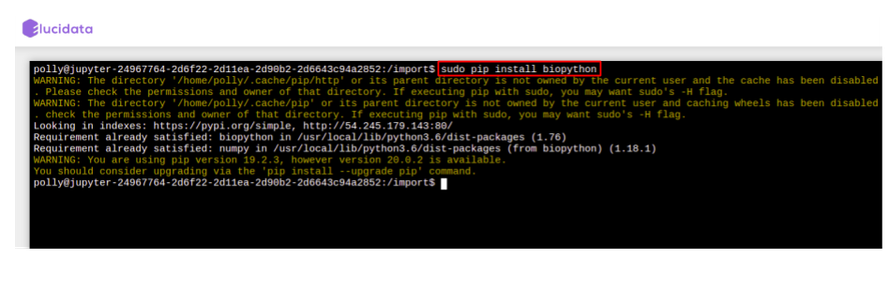 Elucidata
polly@jupyter-24967764-2d6f22-2d11ea-2d90b2-2d6643c94a2852:/import$ sudo pip install biopython
WARNING: The directory '/home/polly/.cache/pip/http' or its parent directory is not owned by the current user and the cache has been disabled
. Please check the permissions and owner of that directory. If executing pip with sudo, you may want sudo's -H flag.
WARNING: The directory '/home/polly/.cache/pip' or its parent directory is not owned by the current user and caching wheels has been disabled
. check the permissions and owner of that directory. If executing pip with sudo, you may want sudo's -H flag.
Looking in indexes: https://pypi.org/simple, http://54.245.179.143:80/
Requirement already satisfied: biopython in /usr/local/lib/python3.6/dist-packages (1.76)
Requirement already satisfied: numpy in /usr/local/lib/python3.6/dist-packages (from biopython) (1.18.1)
WARNING: You are using pip version 19.2.3, however version 20.0.2 is available.
You should consider upgrading via the 'pip install --upgrade pip' command.
polly@jupyter-24967764-2d6f22-2d11ea-2d90b2-2d6643c94a2852:/import$